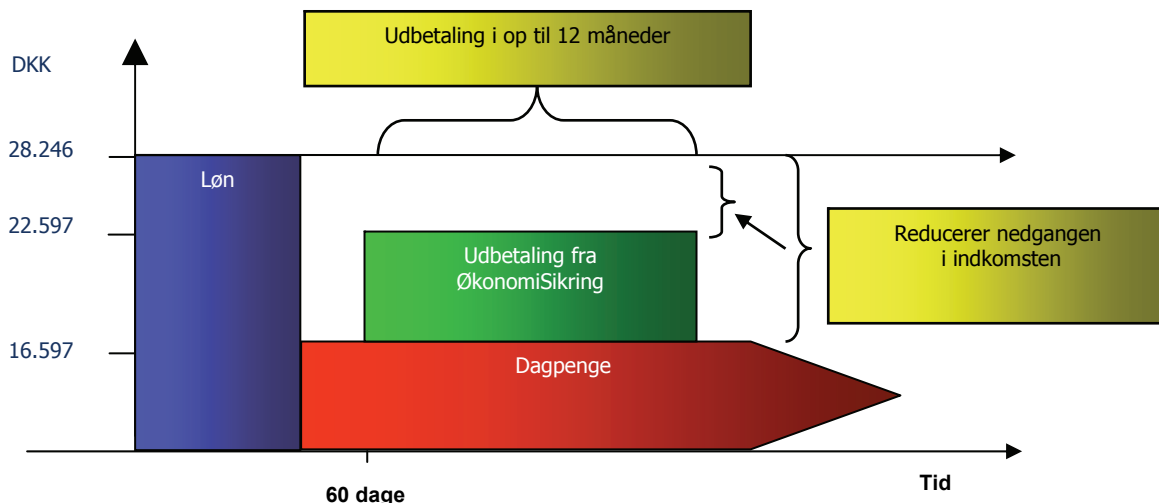 Udbetaling i op til 12 måneder
DKK
28.246
Løn
22.597
Udbetaling fra
ØkonomiSikring
Reducerer nedgangen
i indkomsten
16.597
Dagpenge
60 dage
Tid